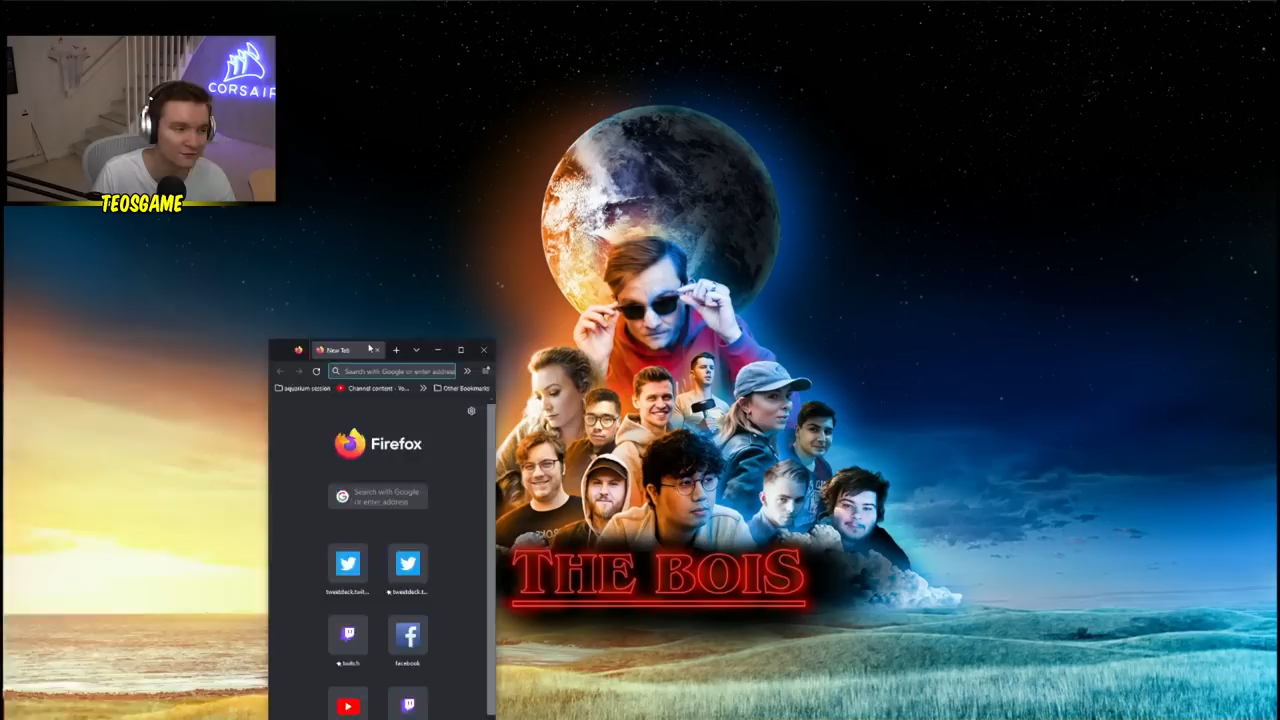 CORSAIR
TEOSGAME
New Tab
Search with Google or enter address
aquarium session
Channel content - Yo...
Other Bookmarks
Firefox
Search with Google
or enter address
tweetdeck.twit...
tweetdeck.t...
twitch
facebook
THE BOIS